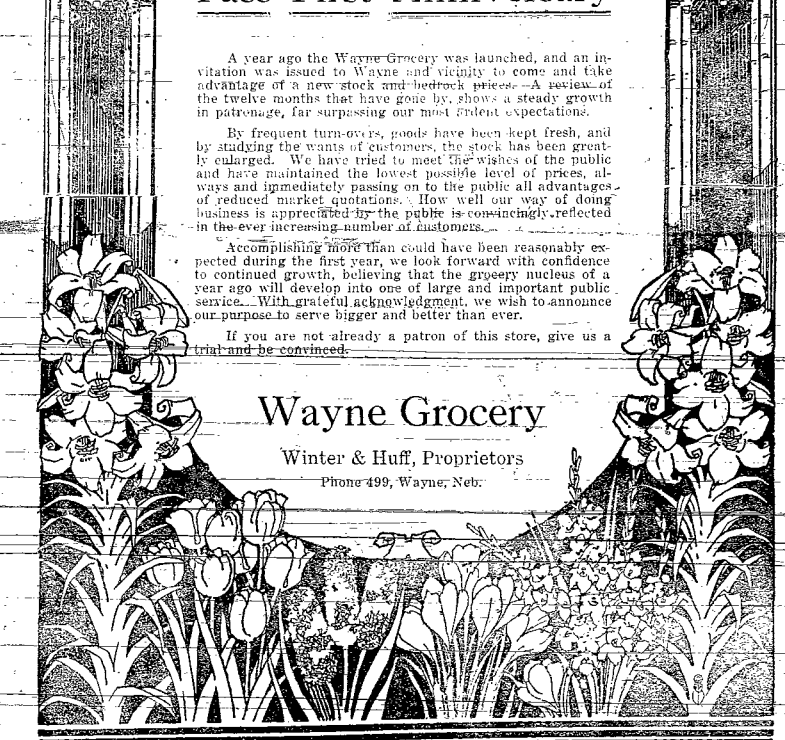 Pass First Anniversary
A year ago the Wayne Grocery was launched, and an in-
vitation was issued to Wayne and vicinity to come and take
advantage of a new stock and bedrock prices. A review of
the twelve months that have gone by, shows a steady growth
in patronage, far surpassing our most ardent expectations.
By frequent turn-overs, goods have been kept fresh, and
by studying the wants of customers, the stock has been great-
ly enlarged. We have tried to meet the wishes of the public
and have maintained the lowest possible level of prices, al-
ways and immediately passing on to the public all advantages
of reduced market quotations. How well our way of doing
business is appreciated by the public is convincingly reflected
in the ever increasing number of customers.
Accomplishing more than could have been reasonably ex-
pected during the first year, we look forward with confidence
to continued growth, believing that the grocery nucleus of a
year ago will develop into one of large and important public
service. With grateful acknowledgment, we wish to announce
our purpose to serve bigger and better than ever.
If you are not already a patron of this store, give us a
trial and be convinced.
Wayne Grocery
Winter & Huff, Proprietors
Phone 499, Wayne, Neb.